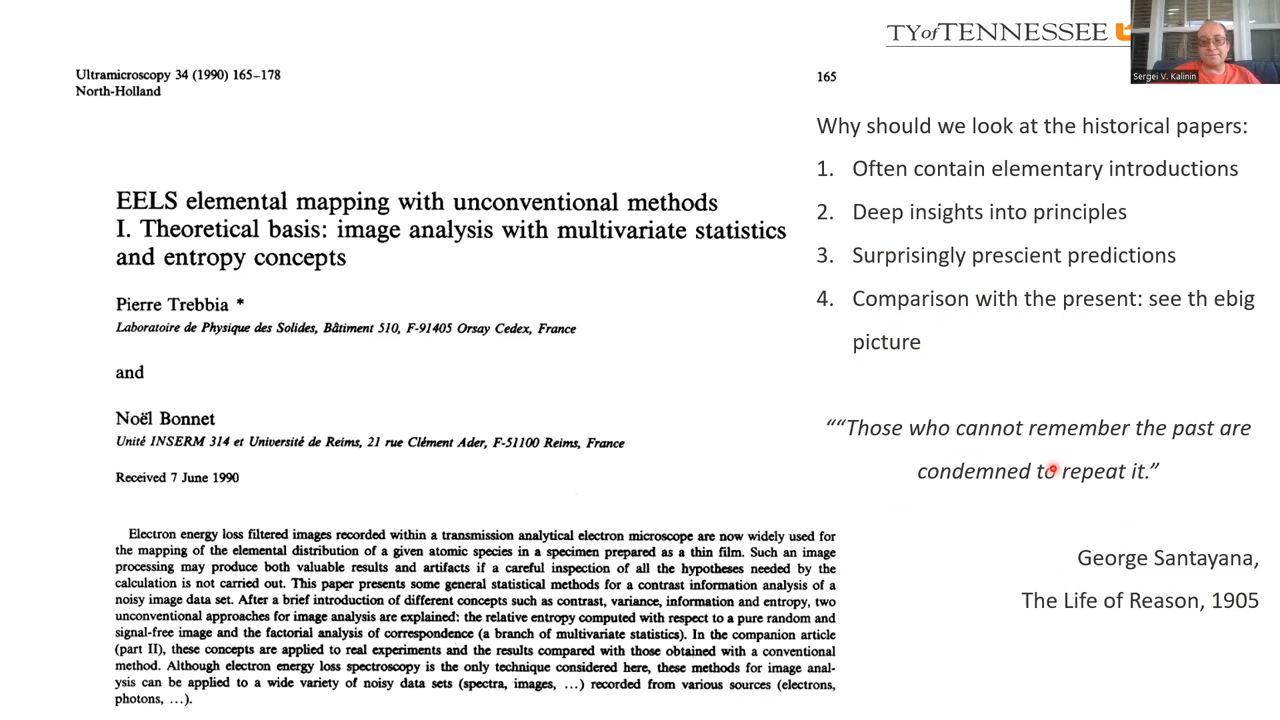 TYofTENNESSEE
Sergei V. Kalinin
Ultramicroscopy 34 (1990) 165–178
North-Holland
165
EELS elemental mapping with unconventional methods
I. Theoretical basis: image analysis with multivariate statistics
and entropy concepts
Pierre Trebbia *
Laboratoire de Physique des Solides, Bâtiment 510, F-91405 Orsay Cedex, France
and
Noël Bonnet
Unité INSERM 314 et Université de Reims, 21 rue Clément Ader, F-51100 Reims, France
Received 7 June 1990
Electron energy loss filtered images recorded within a transmission analytical electron microscope are now widely used for
the mapping of the elemental distribution of a given atomic species in a specimen prepared as a thin film. Such an image
processing may produce both valuable results and artifacts if a careful inspection of all the hypotheses needed by the
calculation is not carried out. This paper presents some general statistical methods for a contrast information analysis of a
noisy image data set. After a brief introduction of different concepts such as contrast, variance, information and entropy, two
unconventional approaches for image analysis are explained: the relative entropy computed with respect to a pure random and
signal-free image and the factorial analysis of correspondence (a branch of multivariate statistics). In the companion article
(part II), these concepts are applied to real experiments and the results compared with those obtained with a conventional
method. Although electron energy loss spectroscopy is the only technique considered here, these methods for image anal-
ysis can be applied to a wide variety of noisy data sets (spectra, images, ...) recorded from various sources (electrons,
photons, ...).
Why should we look at the historical papers:
1. Often contain elementary introductions
2. Deep insights into principles
3. Surprisingly prescient predictions
4. Comparison with the present: see th ebig
picture
““Those who cannot remember the past are
condemned to repeat it.”
George Santayana,
The Life of Reason, 1905